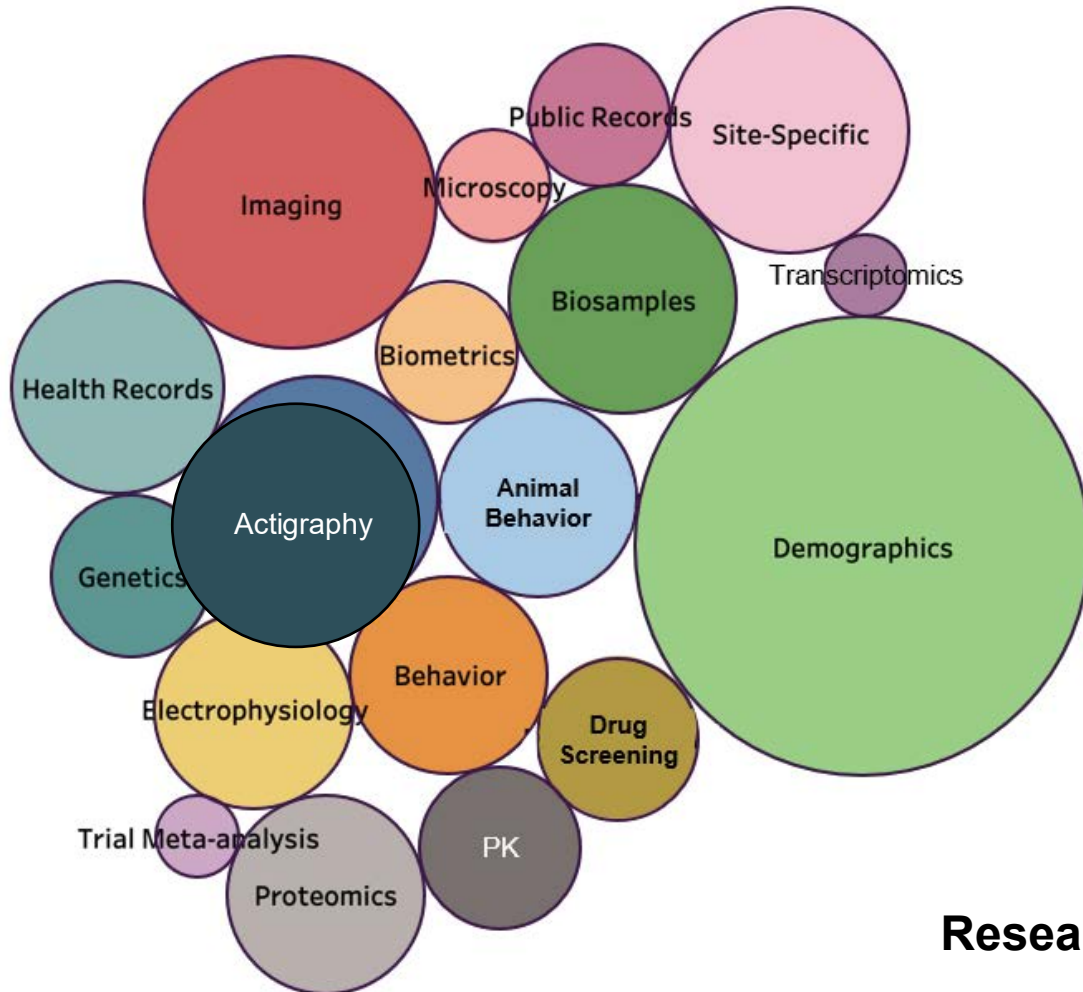 Public Records
Site-Specific
Microscopy
Imaging
Transcriptomics
Biosamples
Biometrics
Health Records
Animal
Behavior
Actigraphy
Demographics
Genetics
Behavior
Electrophysiology
Drug
Screening
Trial Meta-analysis
PK
Proteomics
Resea